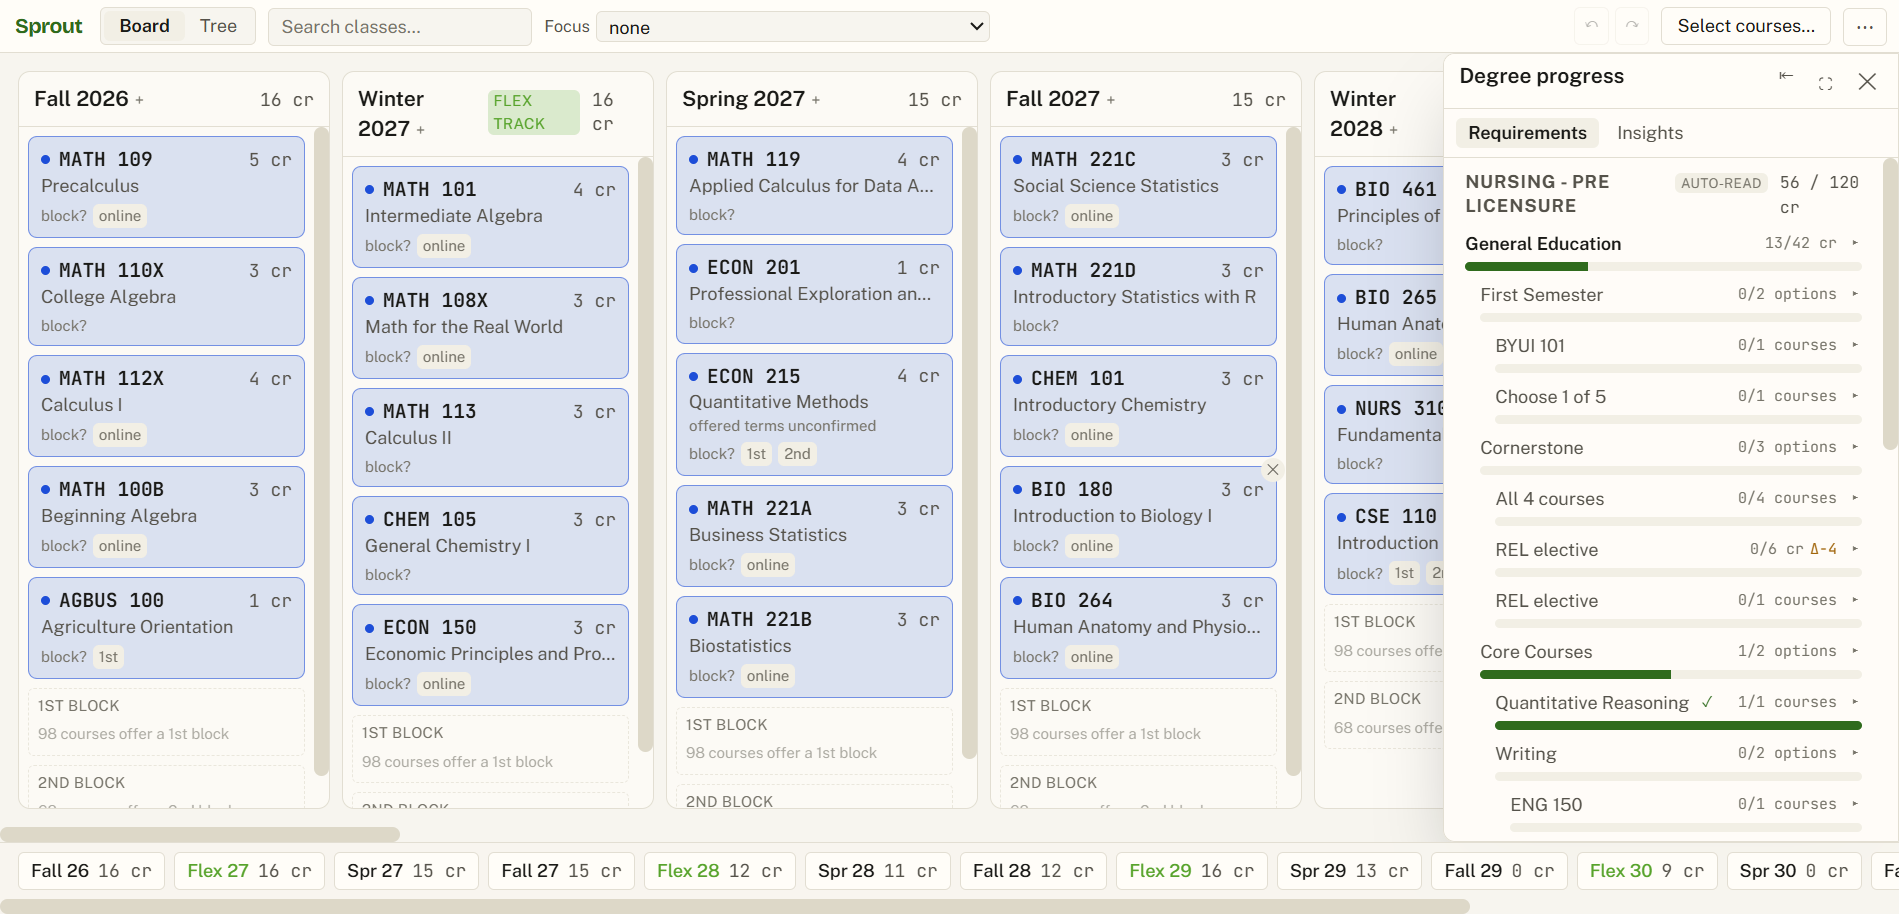 Sprout Board Tree Search classes... Focus none Select courses... ...
Fall 2026 + 16 cr
MATH 109 5 cr
Precalculus
block? online
MATH 110X 3 cr
College Algebra
block?
MATH 112X 4 cr
Calculus I
block? online
MATH 100B 3 cr
Beginning Algebra
block? online
AGBUS 100 1 cr
Agriculture Orientation
block? 1st
1ST BLOCK
98 courses offer a 1st block
2ND BLOCK
Winter 2027 + FLEX TRACK 16 cr
MATH 101 4 cr
Intermediate Algebra
block? online
MATH 108X 3 cr
Math for the Real World
block? online
MATH 113 3 cr
Calculus II
block?
CHEM 105 3 cr
General Chemistry I
block?
ECON 150 3 cr
Economic Principles and Pro...
block? online
1ST BLOCK
98 courses offer a 1st block
2ND BLOCK
Spring 2027 + 15 cr
MATH 119 4 cr
Applied Calculus for Data A...
block?
ECON 201 1 cr
Professional Exploration an...
block?
ECON 215 4 cr
Quantitative Methods
offered terms unconfirmed
block? 1st 2nd
MATH 221A 3 cr
Business Statistics
block? online
MATH 221B 3 cr
Biostatistics
block? online
1ST BLOCK
98 courses offer a 1st block
2ND BLOCK
Fall 2027 + 15 cr
MATH 221C 3 cr
Social Science Statistics
block? online
MATH 221D 3 cr
Introductory Statistics with R
block?
CHEM 101 3 cr
Introductory Chemistry
block? online
BIO 180 3 cr
Introduction to Biology I
block? online
BIO 264 3 cr
Human Anatomy and Physio...
block? online
1ST BLOCK
98 courses offer a 1st block
2ND BLOCK
Winter 2028 +
BIO 461
Principles of
block?
BIO 265
Human Anat
block? online
NURS 310
Fundamenta
block?
CSE 110
Introduction
block? 1st
1ST BLOCK
98 courses offe
2ND BLOCK
68 courses offe
Degree progress
Requirements Insights
NURSING - PRE LICENSURE AUTO-READ 56 / 120 cr
General Education 13/42 cr
First Semester 0/2 options
BYUI 101 0/1 courses
Choose 1 of 5 0/1 courses
Cornerstone 0/3 options
All 4 courses 0/4 courses
REL elective 0/6 cr Δ-4
REL elective 0/1 courses
Core Courses 1/2 options
Quantitative Reasoning ✓ 1/1 courses
Writing 0/2 options
ENG 150 0/1 courses
Fall 26 16 cr
Flex 27 16 cr
Spr 27 15 cr
Fall 27 15 cr
Flex 28 12 cr
Spr 28 11 cr
Fall 28 12 cr
Flex 29 16 cr
Spr 29 13 cr
Fall 29 0 cr
Flex 30 9 cr
Spr 30 0 cr